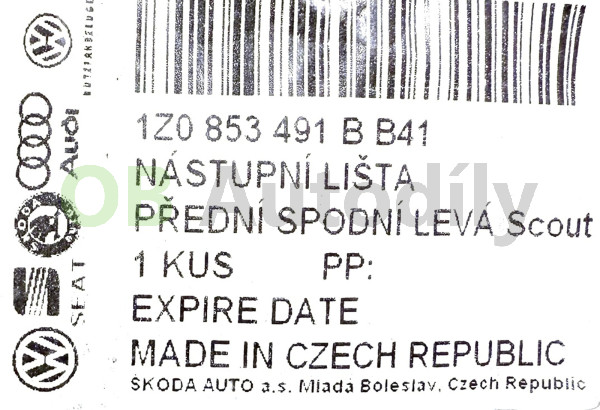 1Z0 853 491 B B41
NÁSTUPNÍ LIŠTA
PŘEDNÍ SPODNÍ LEVÁ Scout
1 KUS PP:
EXPIRE DATE
MADE IN CZECH REPUBLIC
ŠKODA AUTO a.s. Mladá Boleslav, Czech Republic
OB Autodíly
Audi
SEAT